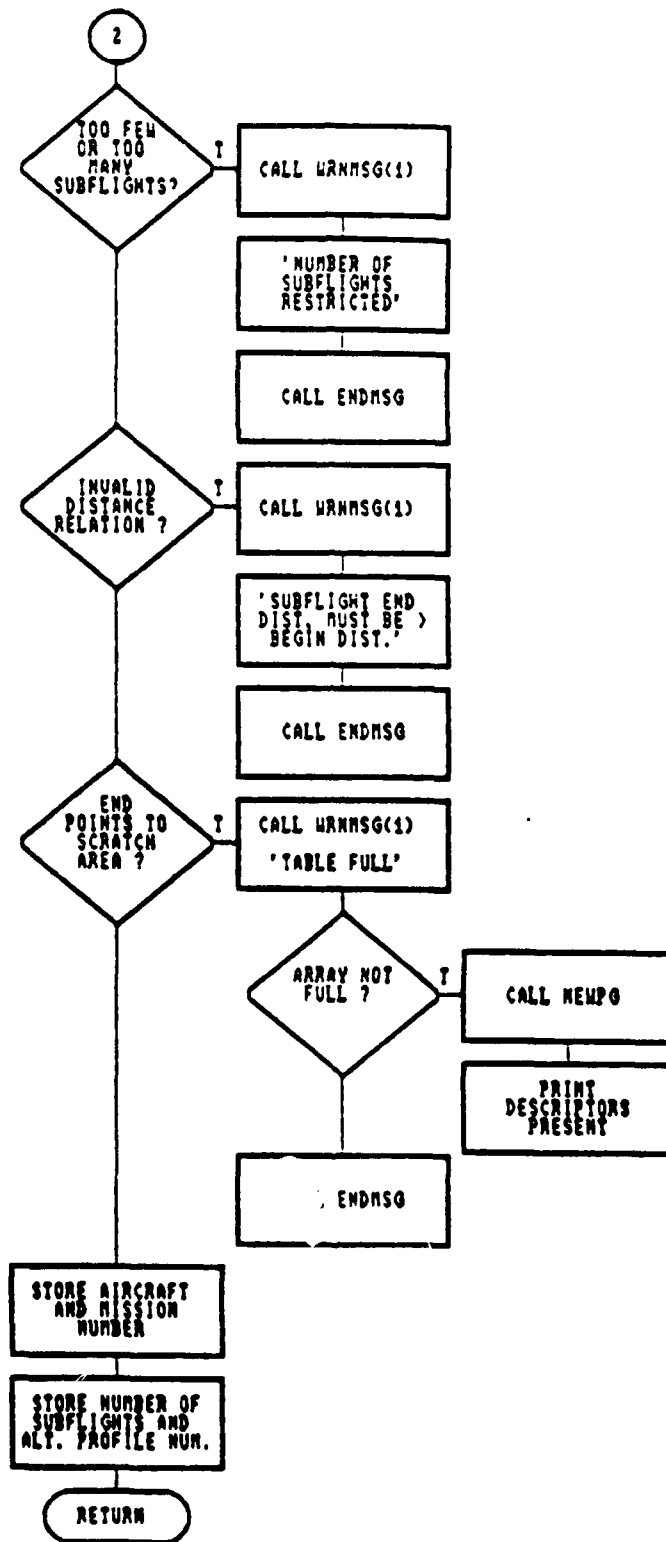 2
TOO FEW
OR TOO
MANY
SUBFLIGHTS?
T
CALL WRNMSG(1)
'NUMBER OF
SUBFLIGHTS
RESTRICTED'
CALL ENDMSG
INVALID
DISTANCE
RELATION ?
T
CALL WRNMSG(1)
'SUBFLIGHT END
DIST. MUST BE >
BEGIN DIST.'
CALL ENDMSG
END
POINTS TO
SCRATCH
AREA ?
T
CALL WRNMSG(1)
'TABLE FULL'
ARRAY NOT
FULL ?
T
CALL NEWPG
PRINT
DESCRIPTORS
PRESENT
ENDMSG
STORE AIRCRAFT
AND MISSION
NUMBER
STORE NUMBER OF
SUBFLIGHTS AND
ALT. PROFILE NUM.
RETURN